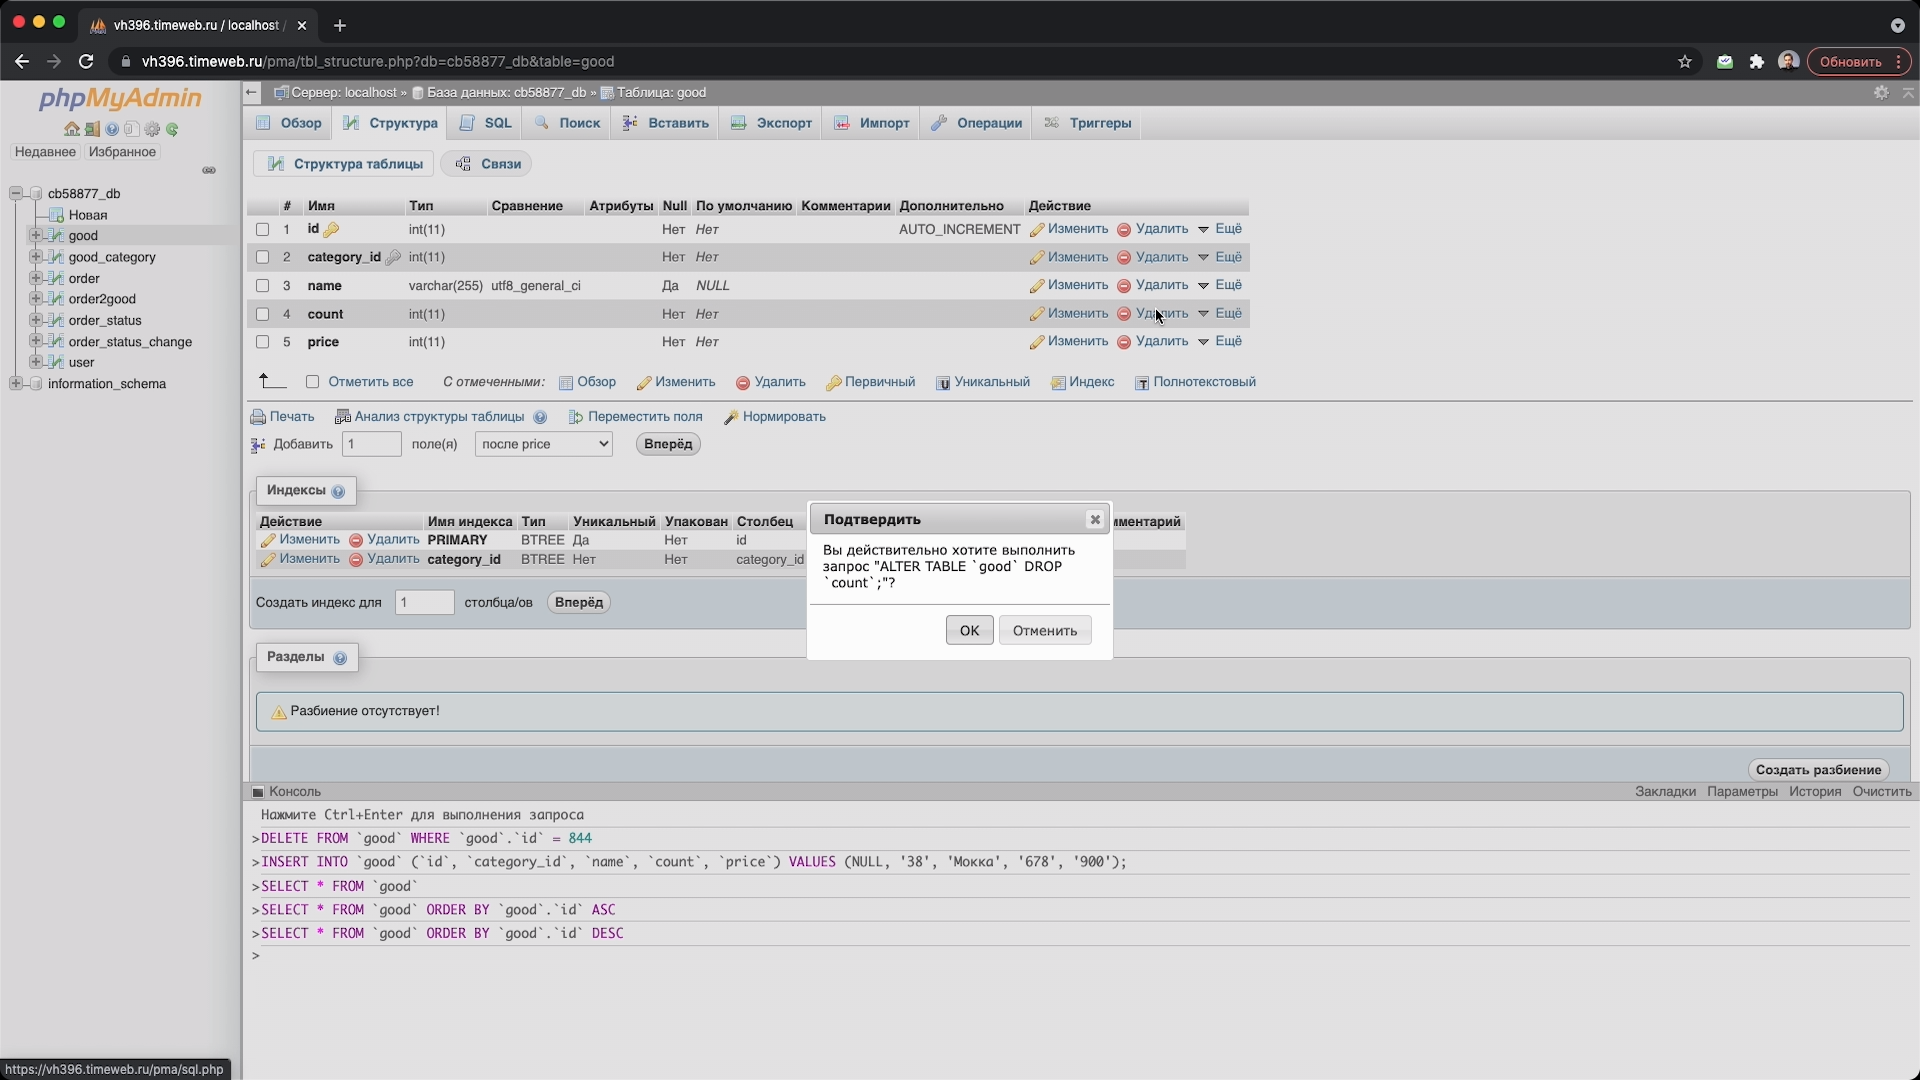 vh396.timeweb.ru / localhost /
vh396.timeweb.ru/pma/tbl_structure.php?db=cb58877_db&table=good
Обновить
phpMyAdmin
Недавнее Избранное
cb58877_db
Новая
good
good_category
order
order2good
order_status
order_status_change
user
information_schema
Сервер: localhost » База данных: cb58877_db » Таблица: good
Обзор Структура SQL Поиск Вставить Экспорт Импорт Операции Триггеры
Структура таблицы Связи
# Имя Тип Сравнение Атрибуты Null По умолчанию Комментарии Дополнительно Действие
1 id int(11) Нет Нет AUTO_INCREMENT Изменить Удалить Ещё
2 category_id int(11) Нет Нет Изменить Удалить Ещё
3 name varchar(255) utf8_general_ci Да NULL Изменить Удалить Ещё
4 count int(11) Нет Нет Изменить Удалить Ещё
5 price int(11) Нет Нет Изменить Удалить Ещё
Отметить все С отмеченными: Обзор Изменить Удалить Первичный Уникальный Индекс Полнотекстовый
Печать Анализ структуры таблицы Переместить поля Нормировать
Добавить 1 поле(я) после price Вперёд
Индексы
Действие Имя индекса Тип Уникальный Упакован Столбец мментарий
Изменить Удалить PRIMARY BTREE Да Нет id
Изменить Удалить category_id BTREE Нет Нет category_id
Создать индекс для 1 столбца/ов Вперёд
Подтвердить
Вы действительно хотите выполнить
запрос "ALTER TABLE `good` DROP
`count`;"?
OK Отменить
Разделы
Разбиение отсутствует!
Создать разбиение
Консоль Закладки Параметры История Очистить
Нажмите Ctrl+Enter для выполнения запроса
>DELETE FROM `good` WHERE `good`.`id` = 844
>INSERT INTO `good` (`id`, `category_id`, `name`, `count`, `price`) VALUES (NULL, '38', 'Мокка', '678', '900');
>SELECT * FROM `good`
>SELECT * FROM `good` ORDER BY `good`.`id` ASC
>SELECT * FROM `good` ORDER BY `good`.`id` DESC
>
https://vh396.timeweb.ru/pma/sql.php